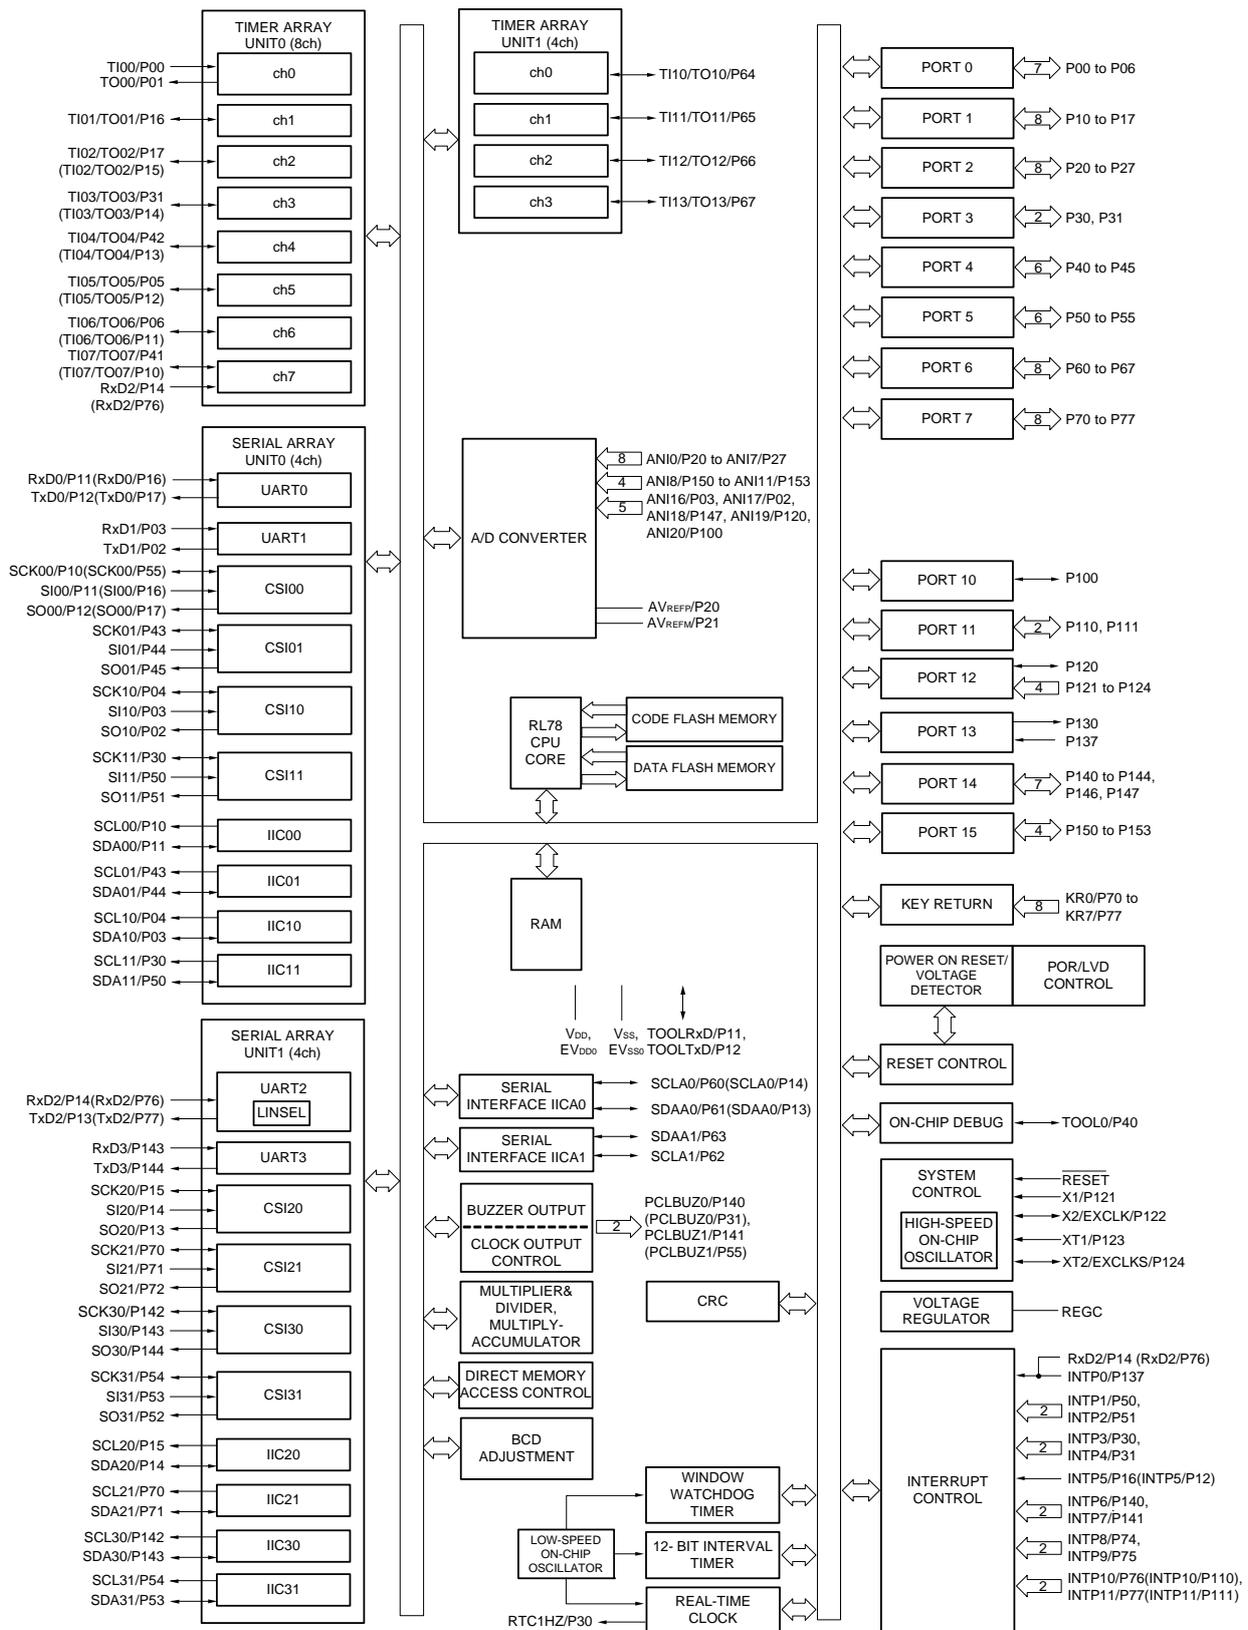 TIMER ARRAY
UNIT0 (8ch)
TI00/P00
TO00/P01
ch0
TI01/TO01/P16
ch1
TI02/TO02/P17
(TI02/TO02/P15)
ch2
TI03/TO03/P31
(TI03/TO03/P14)
ch3
TI04/TO04/P42
(TI04/TO04/P13)
ch4
TI05/TO05/P05
(TI05/TO05/P12)
ch5
TI06/TO06/P06
(TI06/TO06/P11)
ch6
TI07/TO07/P41
(TI07/TO07/P10)
RxD2/P14
(RxD2/P76)
ch7
SERIAL ARRAY
UNIT0 (4ch)
RxD0/P11(RxD0/P16)
TxD0/P12(TxD0/P17)
UART0
RxD1/P03
TxD1/P02
UART1
SCK00/P10(SCK00/P55)
SI00/P11(SI00/P16)
SO00/P12(SO00/P17)
CSI00
SCK01/P43
SI01/P44
SO01/P45
CSI01
SCK10/P04
SI10/P03
SO10/P02
CSI10
SCK11/P30
SI11/P50
SO11/P51
CSI11
SCL00/P10
SDA00/P11
IIC00
SCL01/P43
SDA01/P44
IIC01
SCL10/P04
SDA10/P03
IIC10
SCL11/P30
SDA11/P50
IIC11
SERIAL ARRAY
UNIT1 (4ch)
RxD2/P14(RxD2/P76)
TxD2/P13(TxD2/P77)
UART2
LINSEL
RxD3/P143
TxD3/P144
UART3
SCK20/P15
SI20/P14
SO20/P13
CSI20
SCK21/P70
SI21/P71
SO21/P72
CSI21
SCK30/P142
SI30/P143
SO30/P144
CSI30
SCK31/P54
SI31/P53
SO31/P52
CSI31
SCL20/P15
SDA20/P14
IIC20
SCL21/P70
SDA21/P71
IIC21
SCL30/P142
SDA30/P143
IIC30
SCL31/P54
SDA31/P53
IIC31
TIMER ARRAY
UNIT1 (4ch)
ch0
TI10/TO10/P64
ch1
TI11/TO11/P65
ch2
TI12/TO12/P66
ch3
TI13/TO13/P67
A/D CONVERTER
8 ANI0/P20 to ANI7/P27
4 ANI8/P150 to ANI11/P153
5 ANI16/P03, ANI17/P02,
ANI18/P147, ANI19/P120,
ANI20/P100
AVREFP/P20
AVREFM/P21
RL78
CPU
CORE
CODE FLASH MEMORY
DATA FLASH MEMORY
RAM
VDD,
EVDD0
VSS,
EVSS0
TOOLRxD/P11,
TOOLTxD/P12
SERIAL
INTERFACE IICA0
SCLA0/P60(SCLA0/P14)
SDAA0/P61(SDAA0/P13)
SERIAL
INTERFACE IICA1
SDAA1/P63
SCLA1/P62
BUZZER OUTPUT
CLOCK OUTPUT
CONTROL
2
PCLBUZ0/P140
(PCLBUZ0/P31),
PCLBUZ1/P141
(PCLBUZ1/P55)
MULTIPLIER&
DIVIDER,
MULTIPLY-
ACCUMULATOR
CRC
DIRECT MEMORY
ACCESS CONTROL
BCD
ADJUSTMENT
LOW-SPEED
ON-CHIP
OSCILLATOR
WINDOW
WATCHDOG
TIMER
12- BIT INTERVAL
TIMER
REAL-TIME
CLOCK
RTC1HZ/P30
PORT 0
7 P00 to P06
PORT 1
8 P10 to P17
PORT 2
8 P20 to P27
PORT 3
2 P30, P31
PORT 4
6 P40 to P45
PORT 5
6 P50 to P55
PORT 6
8 P60 to P67
PORT 7
8 P70 to P77
PORT 10
P100
PORT 11
2 P110, P111
PORT 12
P120
4 P121 to P124
PORT 13
P130
P137
PORT 14
7 P140 to P144,
P146, P147
PORT 15
4 P150 to P153
KEY RETURN
8 KR0/P70 to
KR7/P77
POWER ON RESET/
VOLTAGE
DETECTOR
POR/LVD
CONTROL
RESET CONTROL
ON-CHIP DEBUG
TOOL0/P40
SYSTEM
CONTROL
HIGH-SPEED
ON-CHIP
OSCILLATOR
RESET
X1/P121
X2/EXCLK/P122
XT1/P123
XT2/EXCLKS/P124
VOLTAGE
REGULATOR
REGC
INTERRUPT
CONTROL
RxD2/P14 (RxD2/P76)
INTP0/P137
2 INTP1/P50,
INTP2/P51
2 INTP3/P30,
INTP4/P31
INTP5/P16(INTP5/P12)
2 INTP6/P140,
INTP7/P141
2 INTP8/P74,
INTP9/P75
2 INTP10/P76(INTP10/P110),
INTP11/P77(INTP11/P111)